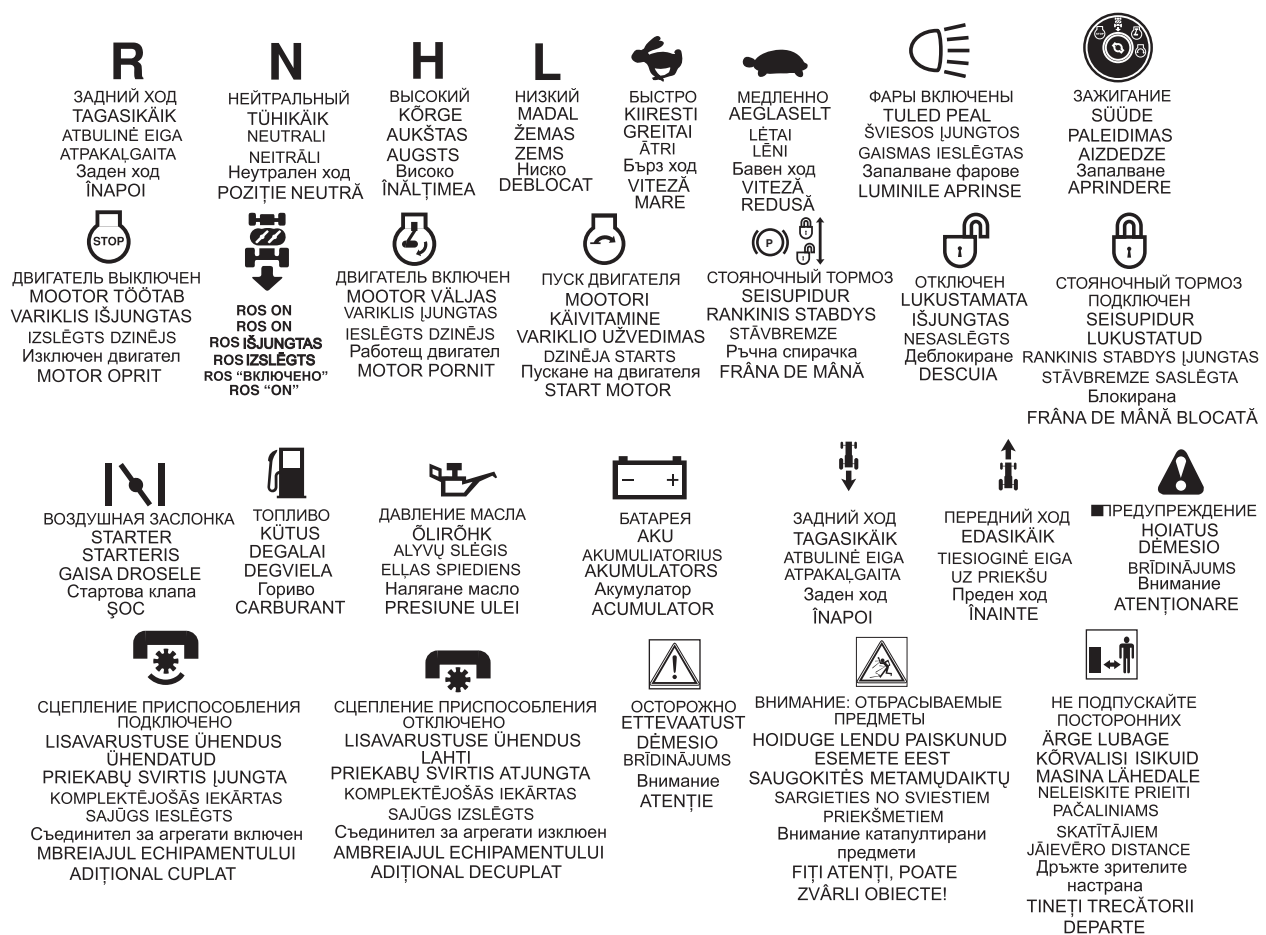 R
ЗАДНИЙ ХОД
TAGASIKÄIK
ATBULINĖ EIGA
ATPAKAĻGAITA
Заден ход
ÎNAPOI
N
НЕЙТРАЛЬНЫЙ
TÜHIKÄIK
NEUTRALI
NEITRĀLI
Неутрален ход
POZIȚIE NEUTRĂ
H
ВЫСОКИЙ
KÕRGE
AUKŠTAS
AUGSTS
Високо
ÎNĂLȚIMEA
L
НИЗКИЙ
MADAL
ŽEMAS
ZEMS
Ниско
DEBLOCAT
БЫСТРО
KIIRESTI
GREITAI
ĀTRI
Бърз ход
VITEZĂ
MARE
МЕДЛЕННО
AEGLASELT
LĖTAI
LĒNI
Бавен ход
VITEZĂ
REDUSĂ
ФАРЫ ВКЛЮЧЕНЫ
TULED PEAL
ŠVIESOS ĮJUNGTOS
GAISMAS IESLĒGTAS
Запалване фарове
LUMINILE APRINSE
ЗАЖИГАНИЕ
SÜÜDE
PALEIDIMAS
AIZDEDZE
Запалване
APRINDERE
STOP
ДВИГАТЕЛЬ ВЫКЛЮЧЕН
MOOTOR TÖÖTAB
VARIKLIS IŠJUNGTAS
IZSLĒGTS DZINĒJS
Изключен двигател
MOTOR OPRIT
ROS ON
ROS ON
ROS IŠJUNGTAS
ROS IZSLĒGTS
ROS “ВКЛЮЧЕНО”
ROS “ON”
ДВИГАТЕЛЬ ВКЛЮЧЕН
MOOTOR VÄLJAS
VARIKLIS ĮJUNGTAS
IESLĒGTS DZINĒJS
Работещ двигател
MOTOR PORNIT
ПУСК ДВИГАТЕЛЯ
MOOTORI
KÄIVITAMINE
VARIKLIO UŽVEDIMAS
DZINĒJA STARTS
Пускане на двигателя
START MOTOR
P
СТОЯНОЧНЫЙ ТОРМОЗ
SEISUPIDUR
RANKINIS STABDYS
STĀVBREMZE
Ръчна спирачка
FRÂNA DE MÂNĂ
ОТКЛЮЧЕН
LUKUSTAMATA
IŠJUNGTAS
NESASLĒGTS
Деблокиране
DESCUIA
СТОЯНОЧНЫЙ ТОРМОЗ
ПОДКЛЮЧЕН
SEISUPIDUR
LUKUSTATUD
RANKINIS STABDYS ĮJUNGTAS
STĀVBREMZE SASLĒGTA
Блокирана
FRÂNA DE MÂNĂ BLOCATĂ
ВОЗДУШНАЯ ЗАСЛОНКА
STARTER
STARTERIS
GAISA DROSELE
Стартова клапа
ŞOC
ТОПЛИВО
KÜTUS
DEGALAI
DEGVIELA
Гориво
CARBURANT
ДАВЛЕНИЕ МАСЛА
ÕLIRÕHK
ALYVŲ SLĖGIS
EĻĻAS SPIEDIENS
Налягане масло
PRESIUNE ULEI
БАТАРЕЯ
AKU
AKUMULIATORIUS
AKUMULATORS
Акумулатор
ACUMULATOR
ЗАДНИЙ ХОД
TAGASIKÄIK
ATBULINĖ EIGA
ATPAKAĻGAITA
Заден ход
ÎNAPOI
ПЕРЕДНИЙ ХОД
EDASIKÄIK
TIESIOGINĖ EIGA
UZ PRIEKŠU
Преден ход
ÎNAINTE
ПРЕДУПРЕЖДЕНИЕ
HOIATUS
DĖMESIO
BRĪDINĀJUMS
Внимание
ATENȚIONARE
СЦЕПЛЕНИЕ ПРИСПОСОБЛЕНИЯ
ПОДКЛЮЧЕНО
LISAVARUSTUSE ÜHENDUS
ÜHENDATUD
PRIEKABŲ SVIRTIS ĮJUNGTA
KOMPLEKTĒJOŠĀS IEKĀRTAS
SAJŪGS IESLĒGTS
Съединител за агрегати включен
MBREIAJUL ECHIPAMENTULUI
ADIȚIONAL CUPLAT
СЦЕПЛЕНИЕ ПРИСПОСОБЛЕНИЯ
ОТКЛЮЧЕНО
LISAVARUSTUSE ÜHENDUS
LAHTI
PRIEKABŲ SVIRTIS ATJUNGTA
KOMPLEKTĒJOŠĀS IEKĀRTAS
SAJŪGS IZSLĒGTS
Съединител за агрегати изклюен
AMBREIAJUL ECHIPAMENTULUI
ADIȚIONAL DECUPLAT
ОСТОРОЖНО
ETTEVAATUST
DĖMESIO
BRĪDINĀJUMS
Внимание
ATENȚIE
ВНИМАНИЕ: ОТБРАСЫВАЕМЫЕ
ПРЕДМЕТЫ
HOIDUGE LENDU PAISKUNUD
ESEMETE EEST
SAUGOKITĖS METAMŲDAIKTŲ
SARGIETIES NO SVIESTIEM
PRIEKŠMETIEM
Внимание катапултирани
предмети
FIȚI ATENȚI, POATE
ZVÂRLI OBIECTE!
НЕ ПОДПУСКАЙТЕ
ПОСТОРОННИХ
ÄRGE LUBAGE
KÕRVALISI ISIKUID
MASINA LÄHEDALE
NELEISKITE PRIEITI
PAČALINIAMS
SKATĪTĀJIEM
JĀIEVĒRO DISTANCE
Дръжте зрителите
настрана
TINEȚI TRECĂTORII
DEPARTE